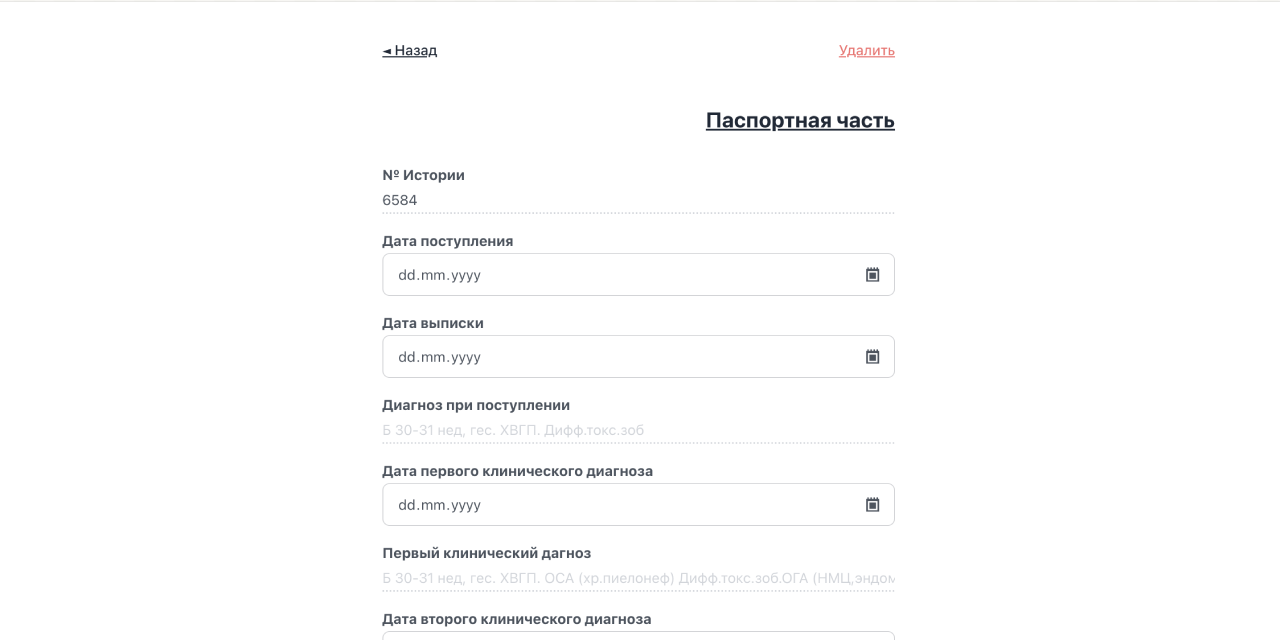 ◄ Назад
Удалить
Паспортная часть
№ Истории
6584
Дата поступления
dd.mm.yyyy
Дата выписки
dd.mm.yyyy
Диагноз при поступлении
Б 30-31 нед, гес. ХВГП. Дифф.токс.зоб
Дата первого клинического диагноза
dd.mm.yyyy
Первый клинический дагноз
Б 30-31 нед, гес. ХВГП. ОСА (хр.пиелонеф) Дифф.токс.зоб.ОГА (НМЦ,эндом
Дата второго клинического диагноза